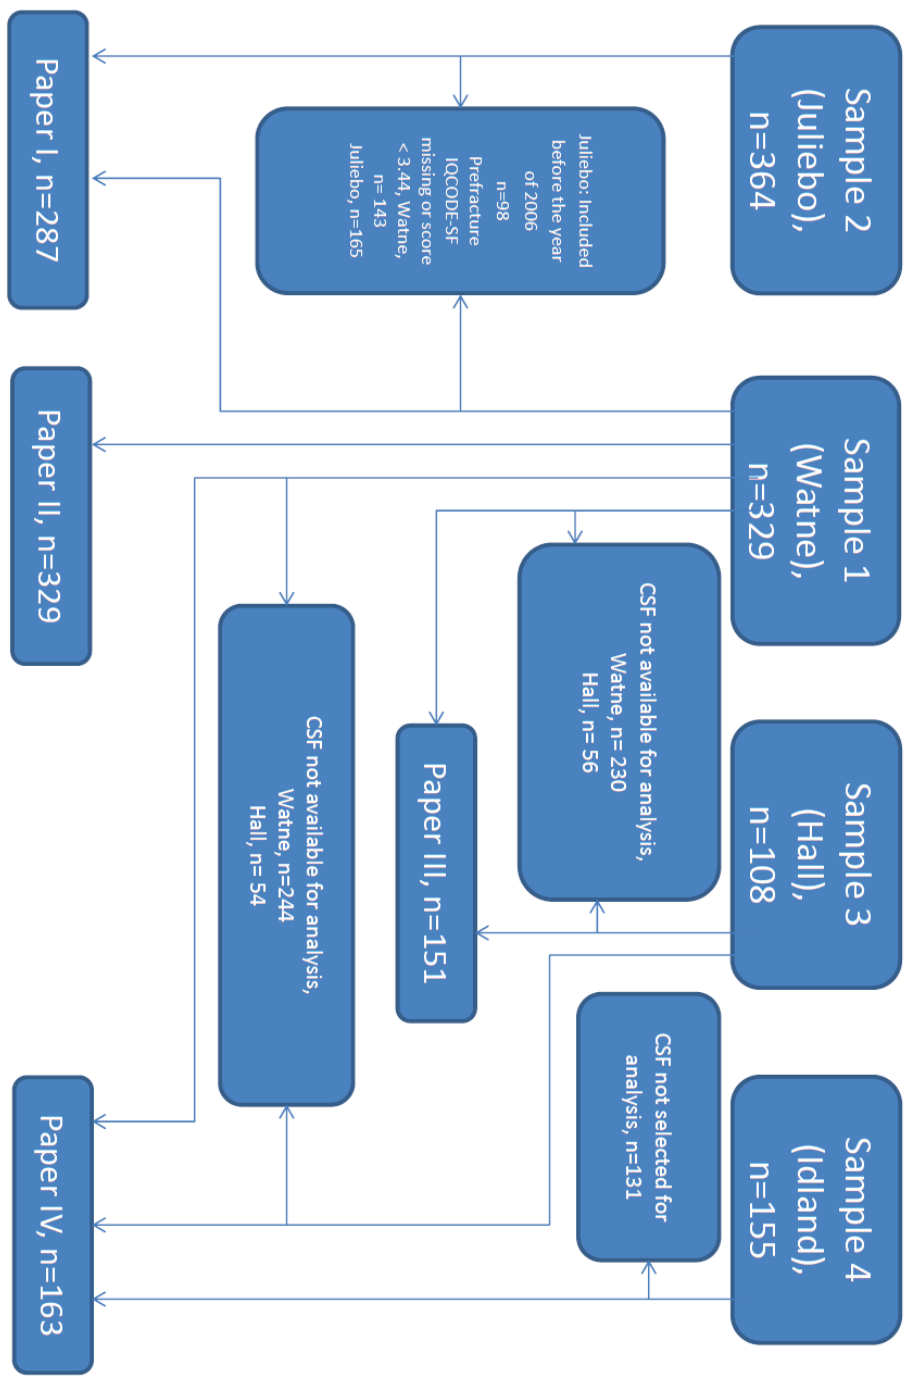 Sample 2
(Juliebo),
n=364
Sample 1
(Watne),
n=329
Sample 3
(Hall),
n=108
Sample 4
(Idland),
n=155
Juliebo: Included
before the year
of 2006
n=98
Prefracture
IQCODE-SF
missing or score
< 3.44, Watne,
n= 143
Juliebo, n=165
CSF not available for analysis,
Watne, n= 230
Hall, n= 56
CSF not selected for
analysis, n=131
Paper III, n=151
CSF not available for analysis,
Watne, n=244
Hall, n= 54
Paper I, n=287
Paper II, n=329
Paper IV, n=163